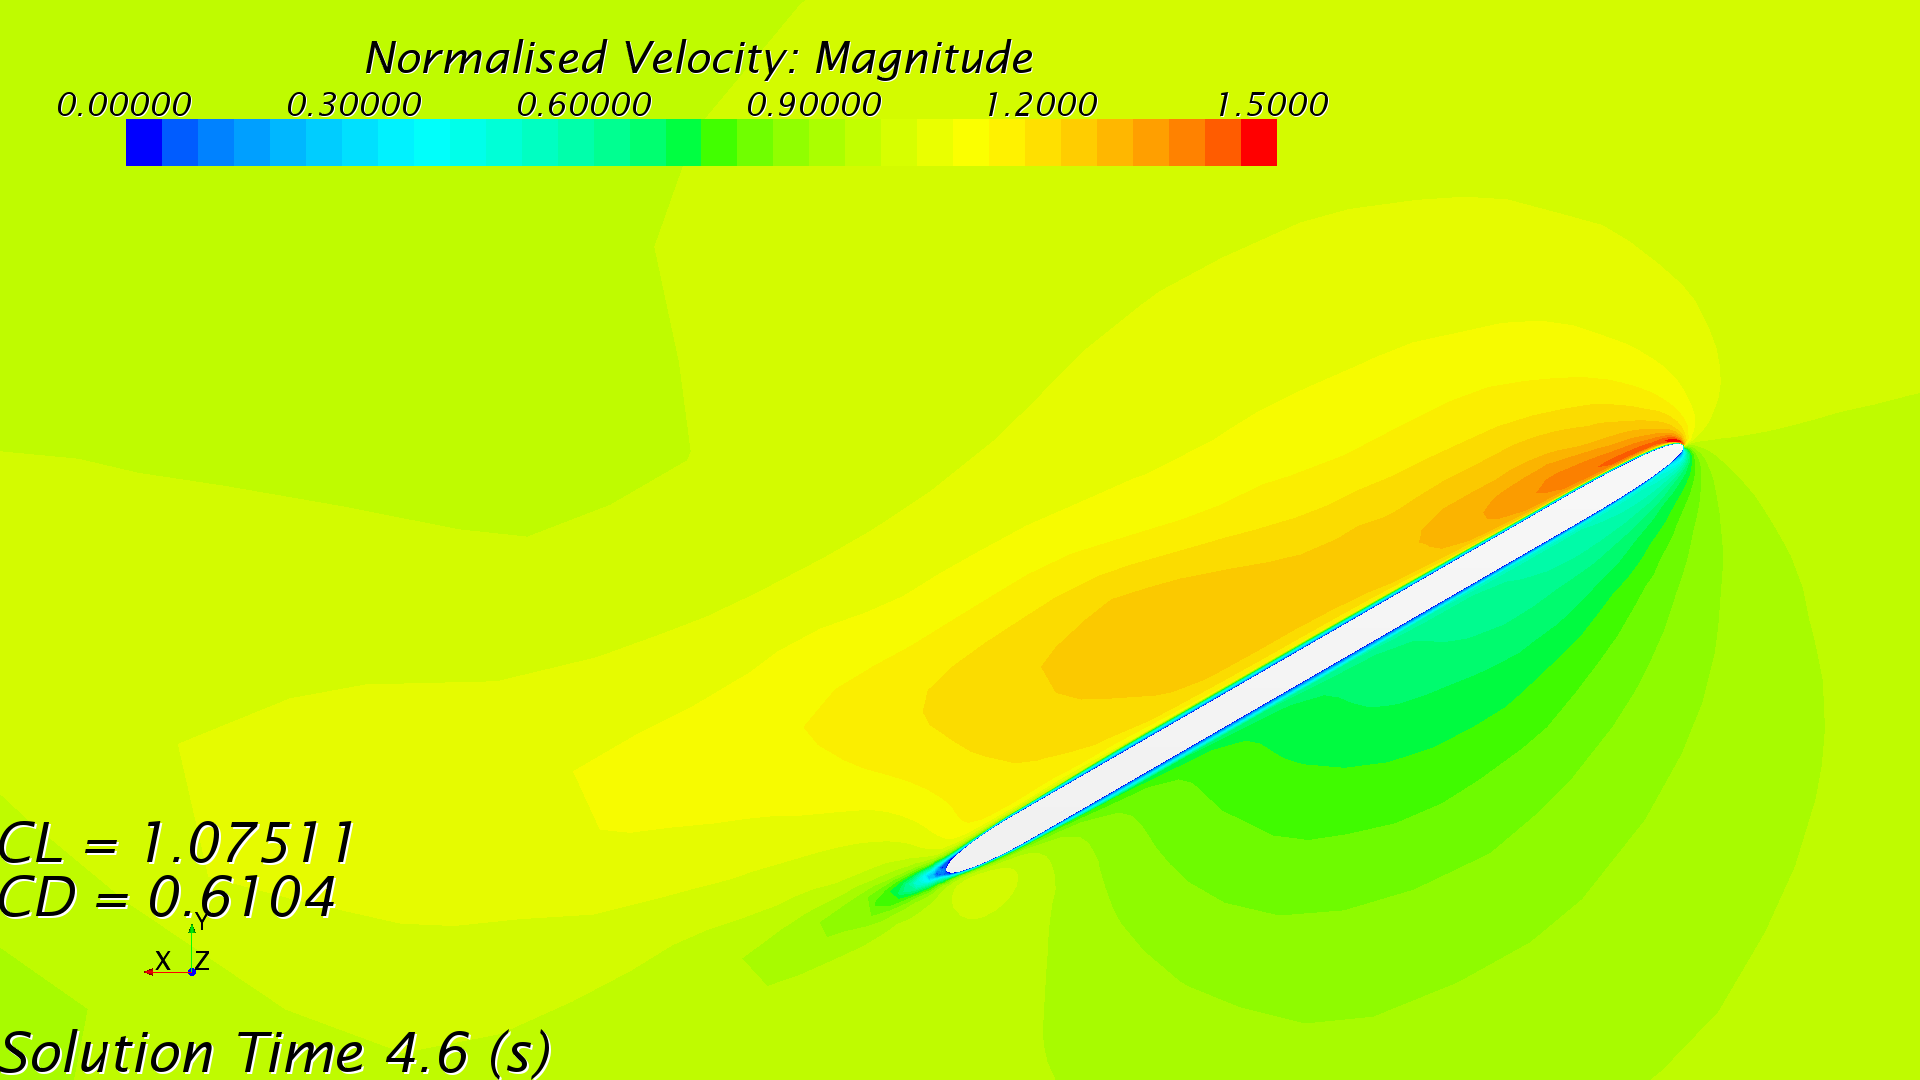 Normalised Velocity: Magnitude
0.00000 0.30000 0.60000 0.90000 1.2000 1.5000
CL = 1.07511
CD = 0.6104
Y
X Z
Solution Time 4.6 (s)